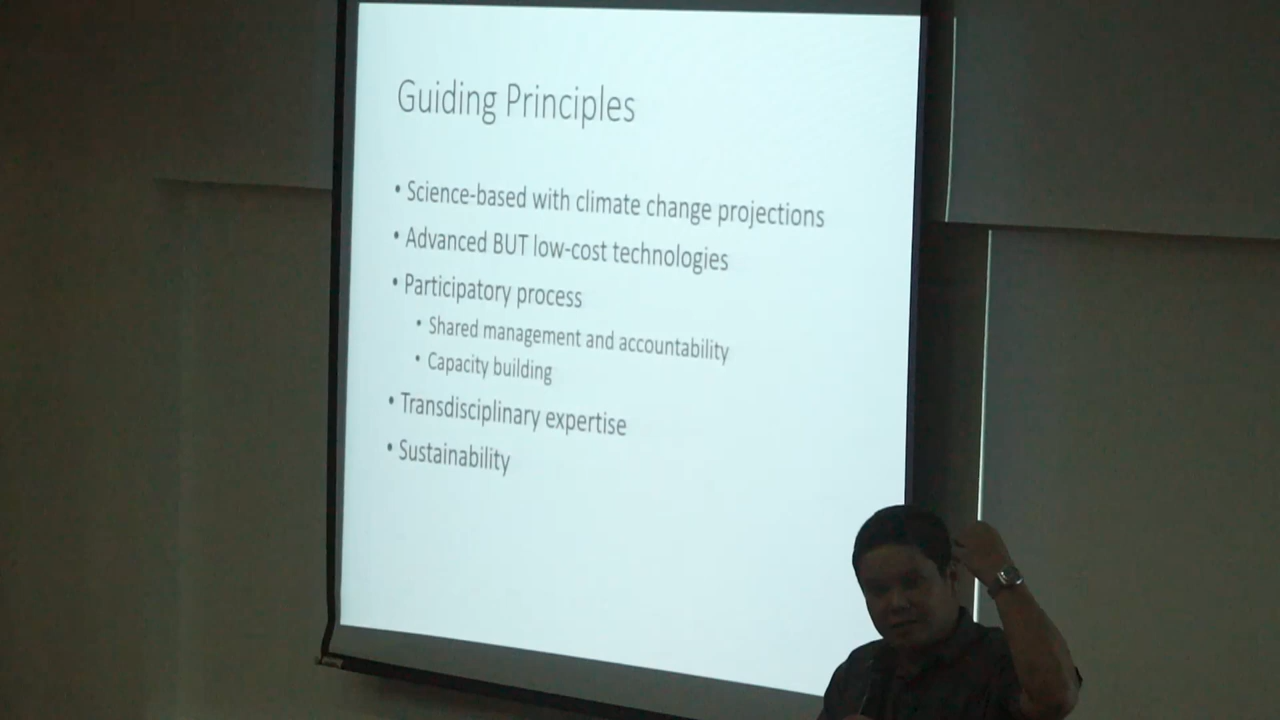 Guiding Principles
• Science-based with climate change projections
• Advanced BUT low-cost technologies
• Participatory process
• Shared management and accountability
• Capacity building
• Transdisciplinary expertise
• Sustainability